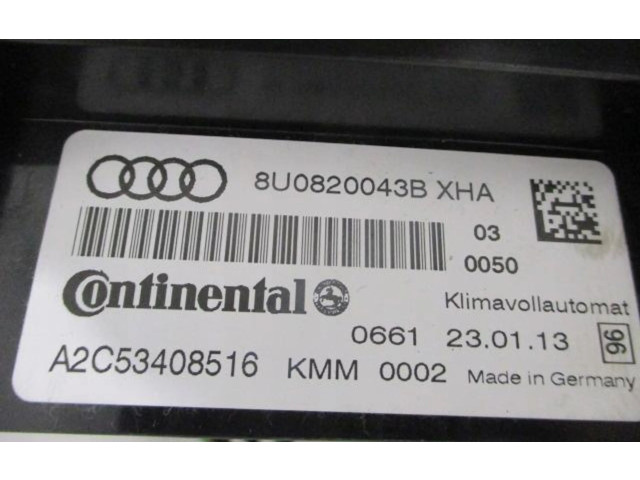 8U0820043B XHA
03
0050
Continental
Klimavollautomat
0661 23.01.13 96
A2C53408516 KMM 0002 Made in Germany